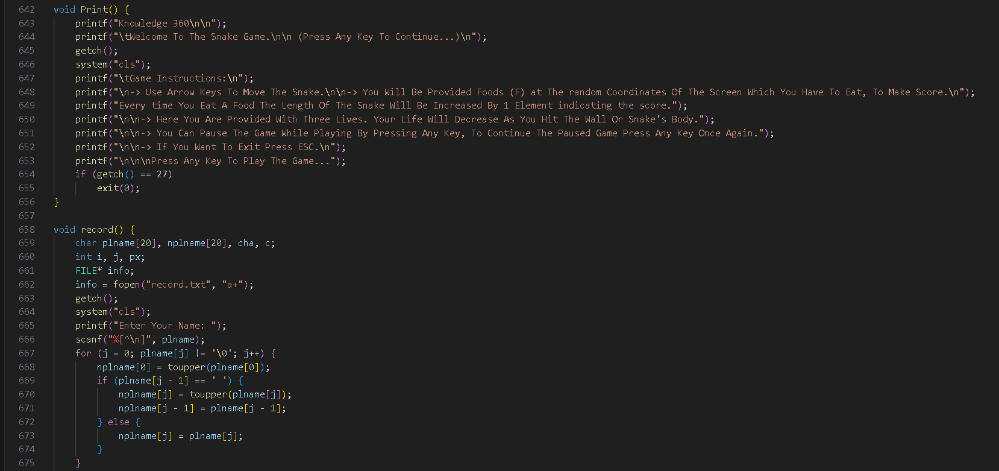 642 void Print() {
643 printf("Knowledge 360\n\n");
644 printf("\tWelcome To The Snake Game.\n\n (Press Any Key To Continue...)\n");
645 getch();
646 system("cls");
647 printf("\tGame Instructions:\n");
648 printf("\n-> Use Arrow Keys To Move The Snake.\n\n-> You Will Be Provided Foods (F) at The random Coordinates Of The Screen Which You Have To Eat, To Make Score.\n");
649 printf("Every time You Eat A Food The Length Of The Snake Will Be Increased By 1 Element indicating the score.");
650 printf("\n\n-> Here You Are Provided With Three Lives. Your Life Will Decrease As You Hit The Wall Or Snake's Body.");
651 printf("\n\n-> You Can Pause The Game While Playing By Pressing Any Key, To Continue The Paused Game Press Any Key Once Again.");
652 printf("\n\n-> If You Want To Exit Press ESC.\n");
653 printf("\n\n\nPress Any Key To Play The Game...");
654 if (getch() == 27)
655 exit(0);
656 }
657
658 void record() {
659 char plname[20], nplname[20], cha, c;
660 int i, j, px;
661 FILE* info;
662 info = fopen("record.txt", "a+");
663 getch();
664 system("cls");
665 printf("Enter Your Name: ");
666 scanf("%[^\n]", plname);
667 for (j = 0; plname[j] != '\0'; j++) {
668 nplname[0] = toupper(plname[0]);
669 if (plname[j - 1] == ' ') {
670 nplname[j] = toupper(plname[j]);
671 nplname[j - 1] = plname[j - 1];
672 } else {
673 nplname[j] = plname[j];
674 }
675 }